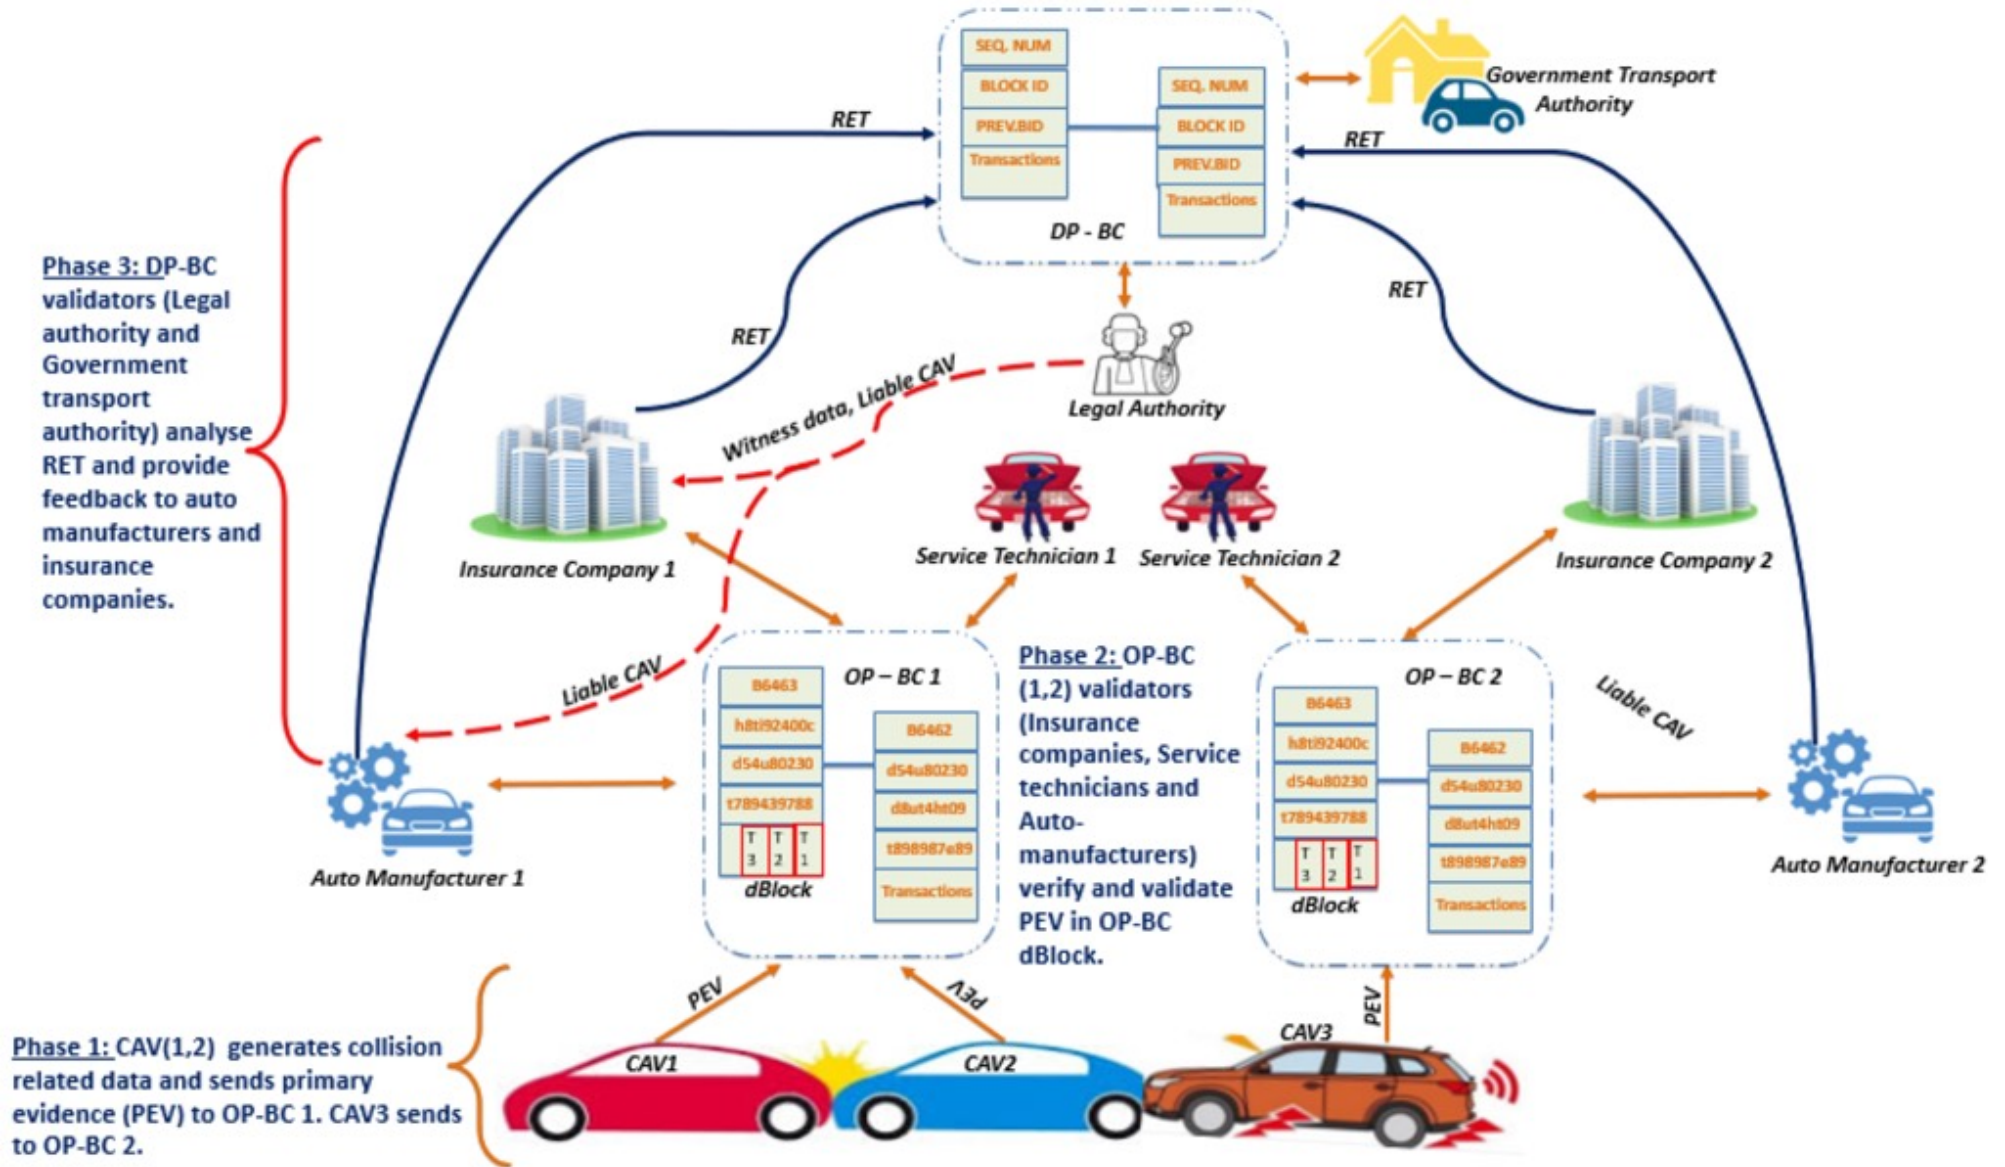 SEQ. NUM
BLOCK ID
PREV.BID
Transactions
SEQ. NUM
BLOCK ID
PREV.BID
Transactions
DP - BC
Government Transport
Authority
RET
RET
RET
RET
Phase 3: DP-BC
validators (Legal
authority and
Government
transport
authority) analyse
RET and provide
feedback to auto
manufacturers and
insurance
companies.
Legal Authority
Witness data, Liable CAV
Insurance Company 1
Service Technician 1
Service Technician 2
Insurance Company 2
Liable CAV
Liable CAV
OP – BC 1
B6463
h8ti92400c
d54u80230
t789439788
T
3
T
2
T
1
dBlock
B6462
d54u80230
d8ut4ht09
t898987e89
Transactions
Phase 2: OP-BC
(1,2) validators
(Insurance
companies, Service
technicians and
Auto-
manufacturers)
verify and validate
PEV in OP-BC
dBlock.
OP – BC 2
B6463
h8ti92400c
d54u80230
t789439788
T
3
T
2
T
1
dBlock
B6462
d54u80230
d8ut4ht09
t898987e89
Transactions
Auto Manufacturer 1
Auto Manufacturer 2
PEV
PEV
PEV
CAV1
CAV2
CAV3
Phase 1: CAV(1,2) generates collision
related data and sends primary
evidence (PEV) to OP-BC 1. CAV3 sends
to OP-BC 2.